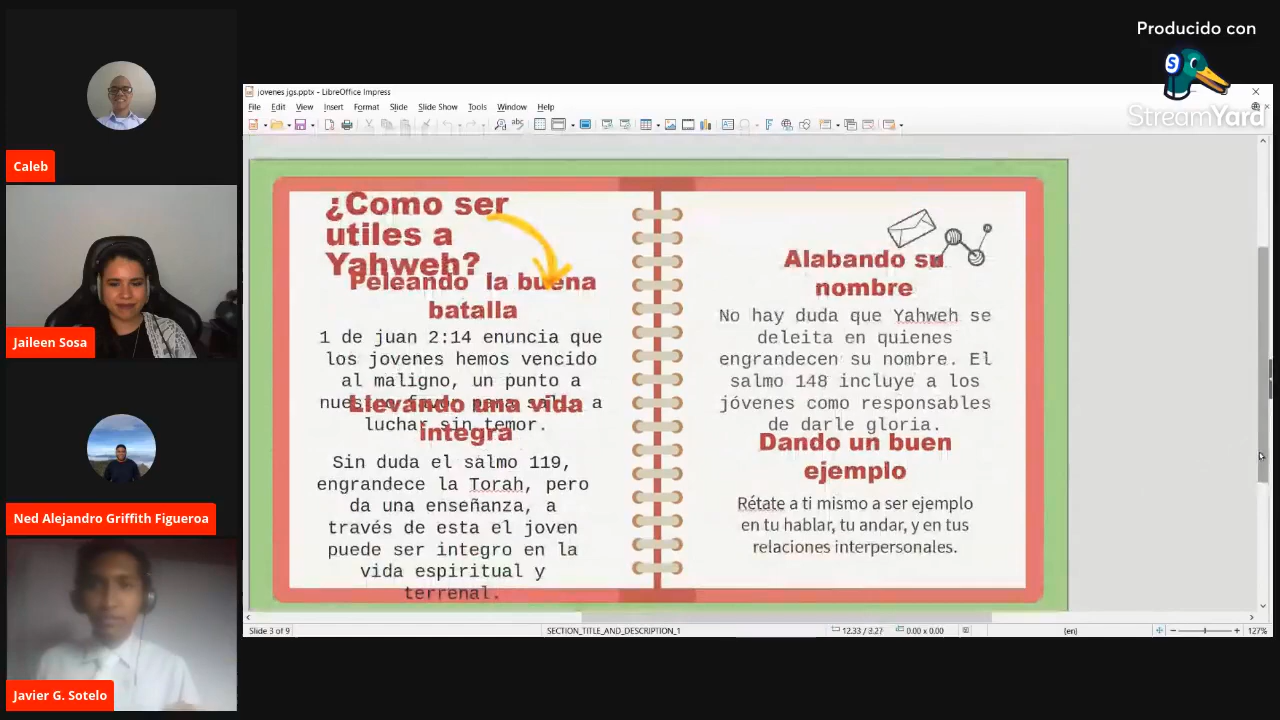 Producido con
StreamYard
Caleb
Jaileen Sosa
Ned Alejandro Griffith Figueroa
Javier G. Sotelo
jovenes jgs.pptx - LibreOffice Impress
File Edit View Insert Format Slide Slide Show Tools Window Help
¿Como ser
utiles a
Yahweh?
Peleando la buena
batalla
1 de juan 2:14 enuncia que
los jovenes hemos vencido
al maligno, un punto a
luchar sin temor.
Llevando una vida
integra
Sin duda el salmo 119,
engrandece la Torah, pero
da una enseñanza, a
través de esta el joven
puede ser integro en la
vida espiritual y
terrenal.
Alabando su
nombre
No hay duda que Yahweh se
deleita en quienes
engrandecen su nombre. El
salmo 148 incluye a los
jóvenes como responsables
de darle gloria.
Dando un buen
ejemplo
Rétate a ti mismo a ser ejemplo
en tu hablar, tu andar, y en tus
relaciones interpersonales.
Slide 3 of 9 SECTION_TITLE_AND_DESCRIPTION_1 12.33 / 3.27 0.00 x 0.00 (en) 127%